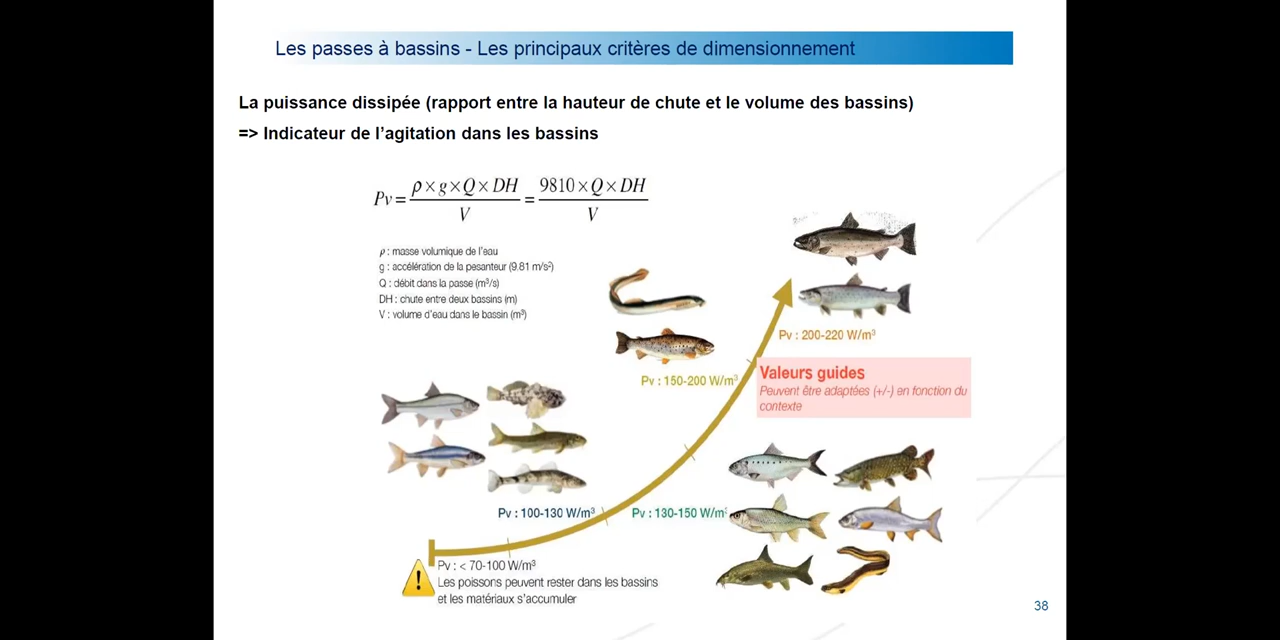 Les passes à bassins - Les principaux critères de dimensionnement
La puissance dissipée (rapport entre la hauteur de chute et le volume des bassins)
=> Indicateur de l'agitation dans les bassins
Pv = ρ × g × Q × DH / V = 9810 × Q × DH / V
ρ : masse volumique de l'eau
g : accélération de la pesanteur (9.81 m/s²)
Q : débit dans la passe (m³/s)
DH : chute entre deux bassins (m)
V : volume d'eau dans le bassin (m³)
Pv : 200-220 W/m³
Pv : 150-200 W/m³
Valeurs guides
Peuvent être adaptées (+/-) en fonction du
contexte
Pv : 100-130 W/m³
Pv : 130-150 W/m³
Pv : < 70-100 W/m³
Les poissons peuvent rester dans les bassins
et les matériaux s'accumuler
38